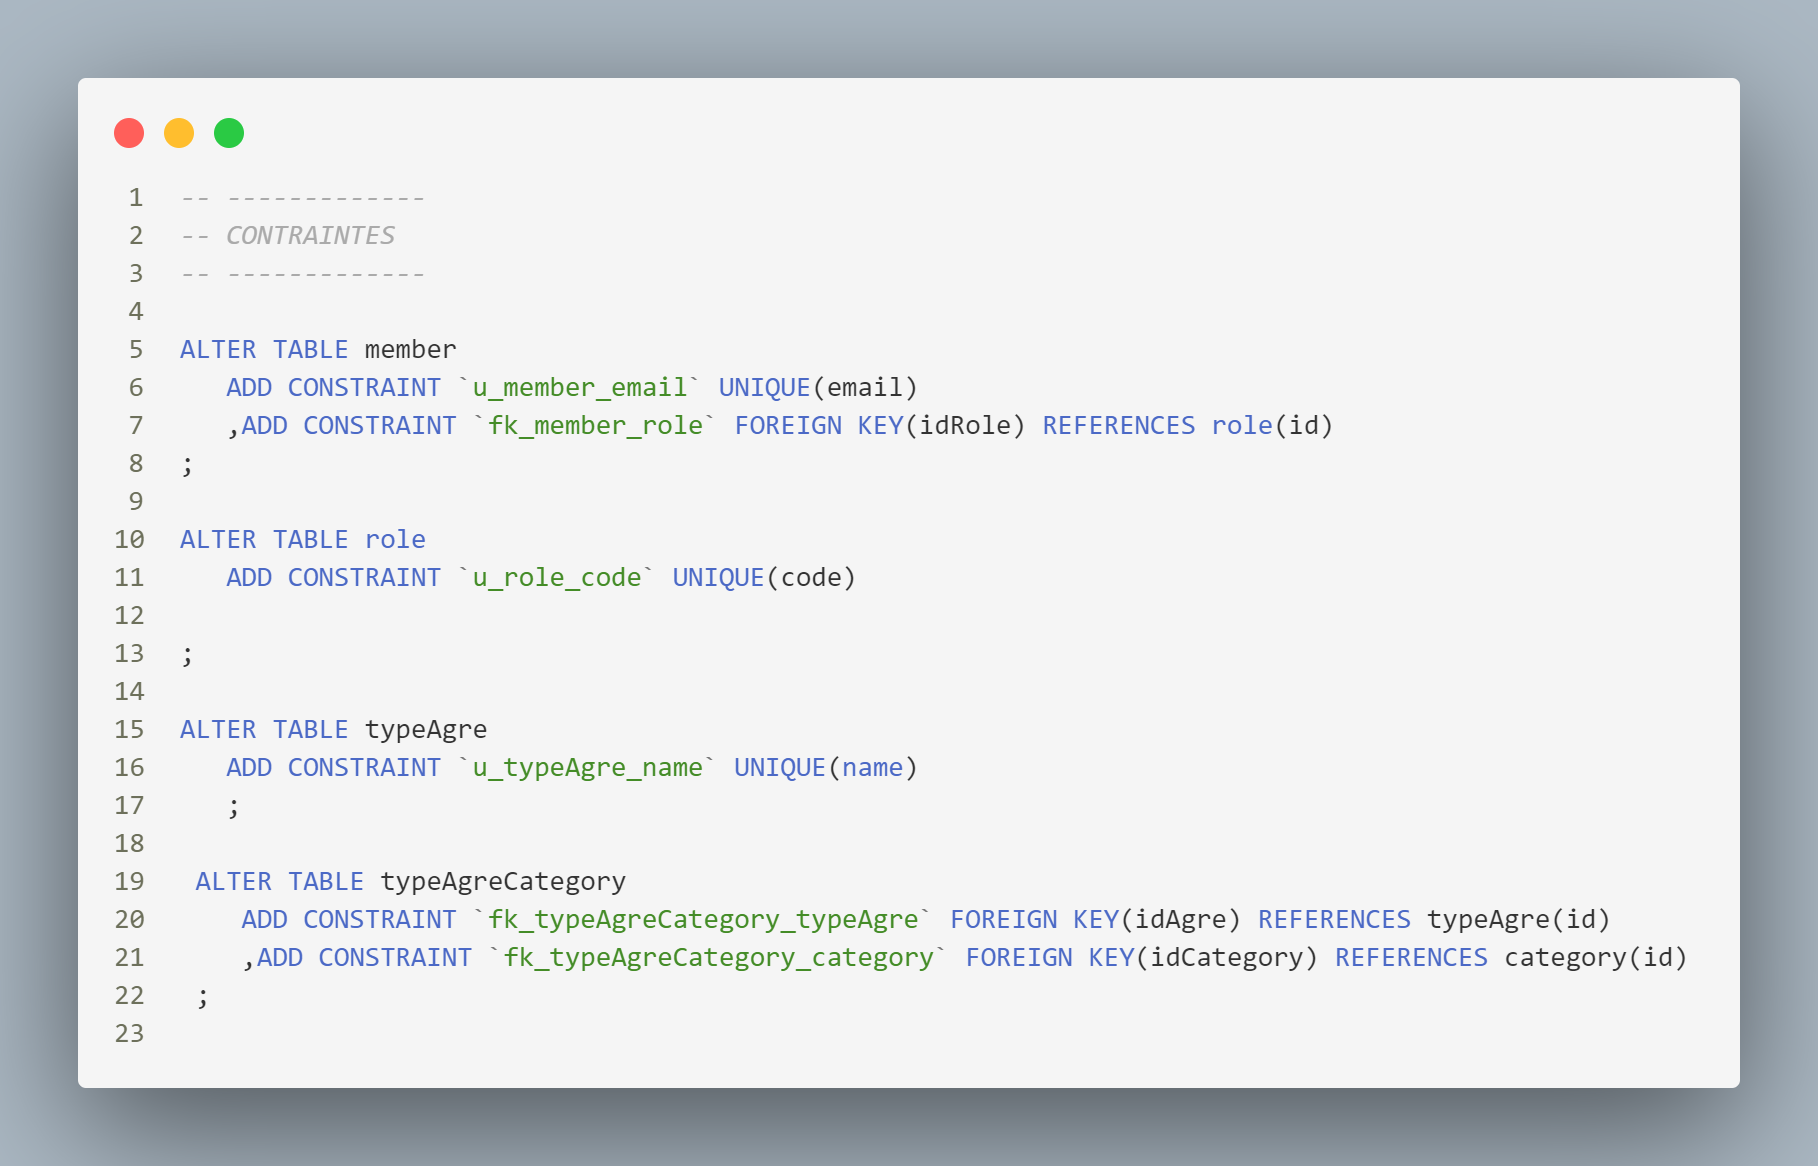 1 -- -------------
2 -- CONTRAINTES
3 -- -------------
4
5 ALTER TABLE member
6    ADD CONSTRAINT `u_member_email` UNIQUE(email)
7    ,ADD CONSTRAINT `fk_member_role` FOREIGN KEY(idRole) REFERENCES role(id)
8 ;
9
10 ALTER TABLE role
11    ADD CONSTRAINT `u_role_code` UNIQUE(code)
12
13 ;
14
15 ALTER TABLE typeAgre
16    ADD CONSTRAINT `u_typeAgre_name` UNIQUE(name)
17    ;
18
19  ALTER TABLE typeAgreCategory
20     ADD CONSTRAINT `fk_typeAgreCategory_typeAgre` FOREIGN KEY(idAgre) REFERENCES typeAgre(id)
21     ,ADD CONSTRAINT `fk_typeAgreCategory_category` FOREIGN KEY(idCategory) REFERENCES category(id)
22  ;
23